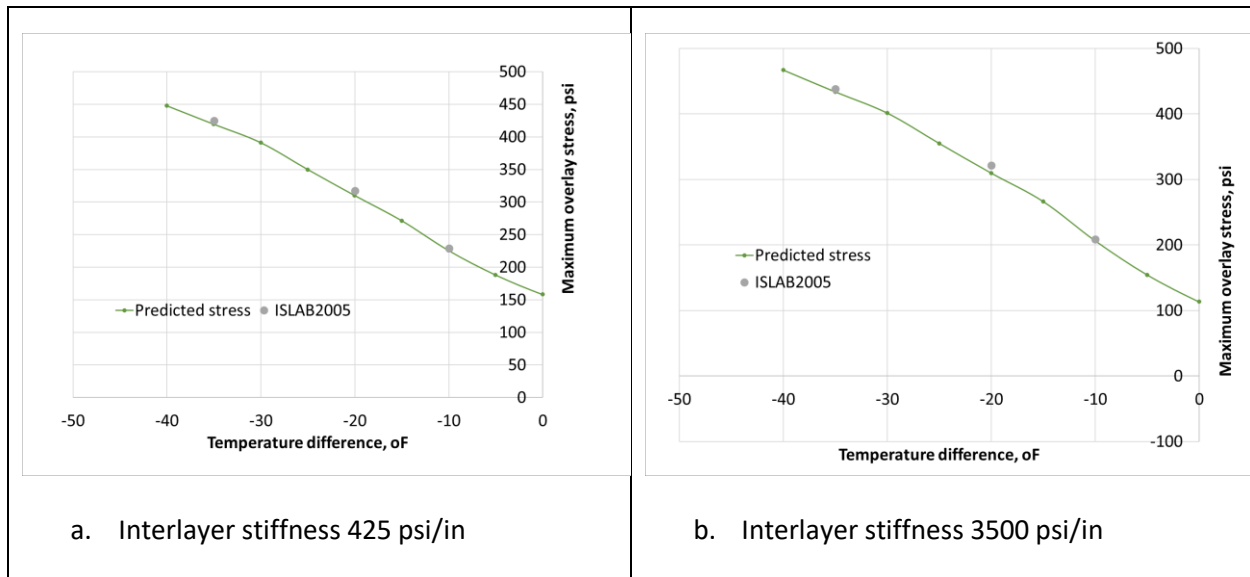 500
450
400
350
300
250
200
150
100
50
0
-50 -40 -30 -20 -10 0
Maximum overlay stress, psi
Temperature difference, oF
Predicted stress ISLAB2005
a. Interlayer stiffness 425 psi/in
500
400
300
200
100
0
-100
-50 -40 -30 -20 -10 0
Maximum overlay stress, psi
Temperature difference, oF
Predicted stress
ISLAB2005
b. Interlayer stiffness 3500 psi/in